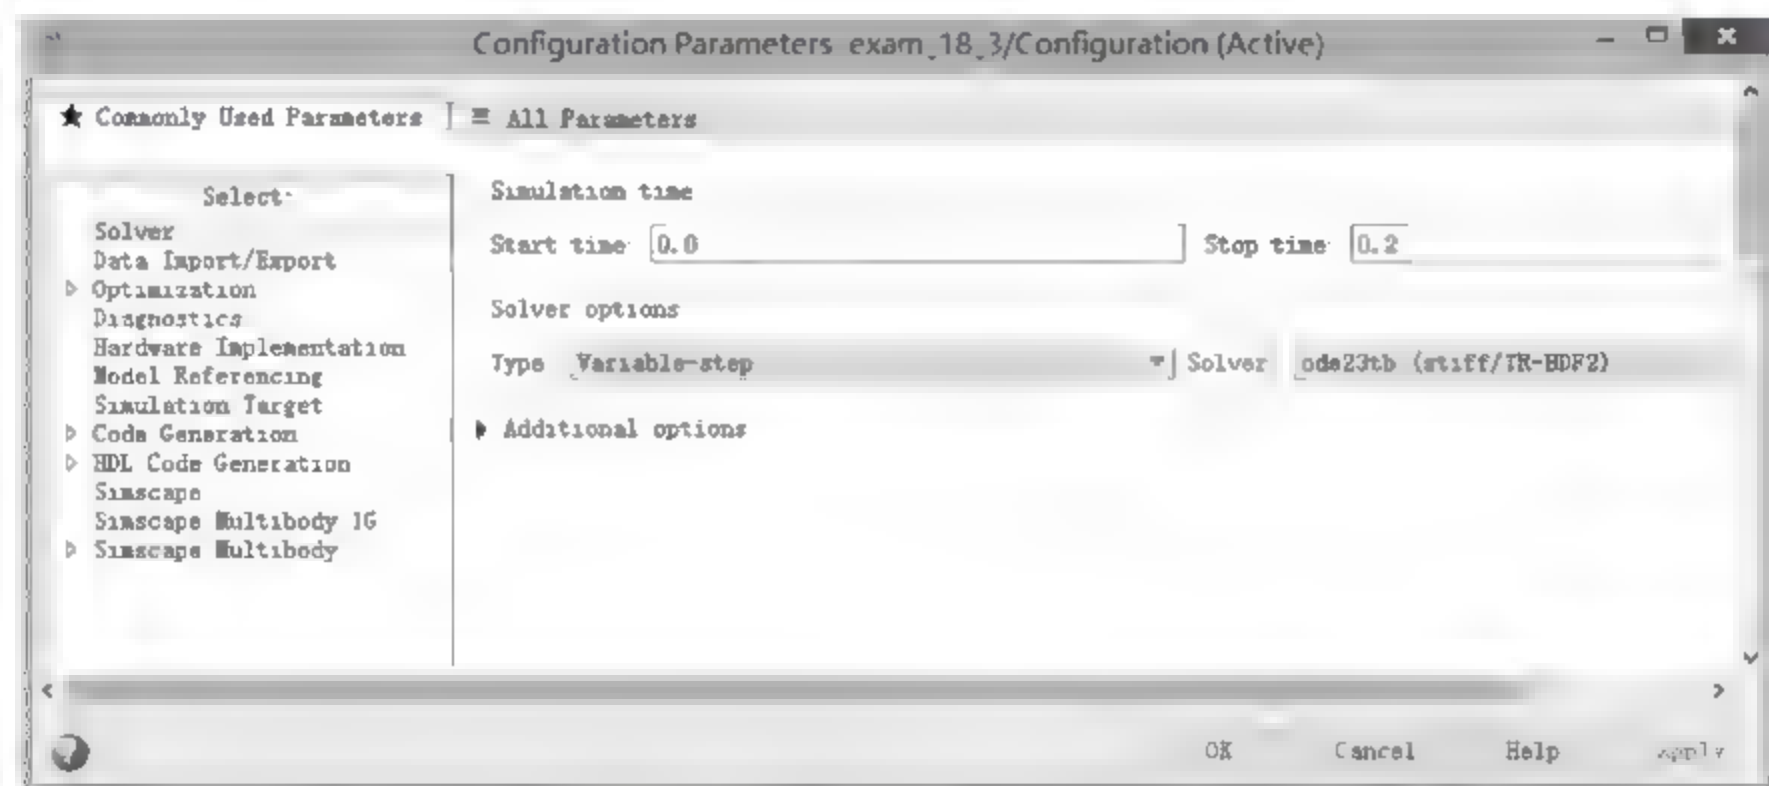 Configuration Parameters exam_18_3/Configuration (Active)
★ Commonly Used Parameters ≡ All Parameters
Select:
Solver
Data Import/Export
Optimization
Diagnostics
Hardware Implementation
Model Referencing
Simulation Target
Code Generation
HDL Code Generation
Simscape
Simscape Multibody 1G
Simscape Multibody
Simulation time
Start time: 0.0 Stop time: 0.2
Solver options
Type Variable-step Solver ode23tb (stiff/TR-BDF2)
Additional options
OK Cancel Help Apply